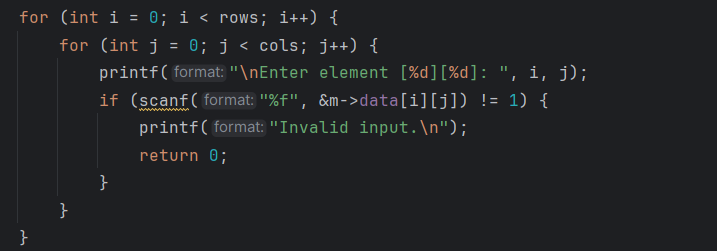 for (int i = 0; i < rows; i++) {
for (int j = 0; j < cols; j++) {
printf( format: "\nEnter element [%d][%d]: ", i, j);
if (scanf( format: "%f", &m->data[i][j]) != 1) {
printf( format: "Invalid input.\n");
return 0;
}
}
}